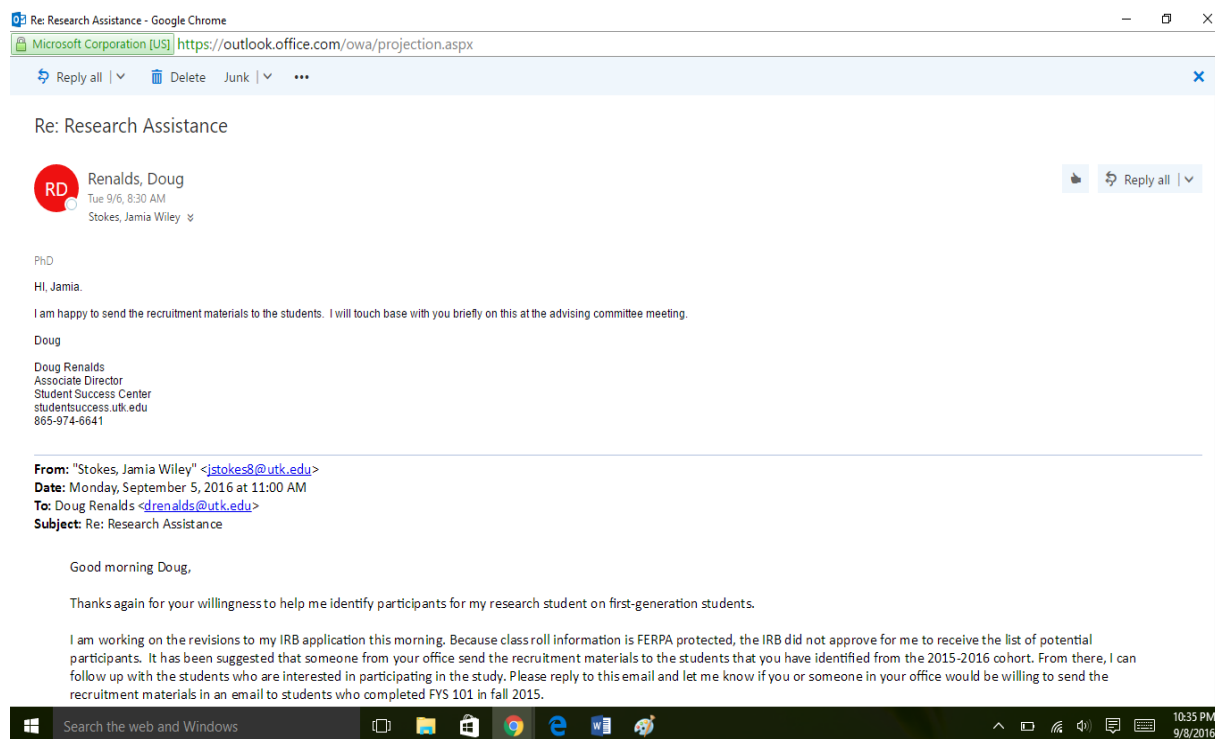 Re: Research Assistance - Google Chrome
Microsoft Corporation [US] https://outlook.office.com/owa/projection.aspx
Reply all | Delete Junk | •••
Re: Research Assistance
RD
Renalds, Doug
Tue 9/6, 8:30 AM
Stokes, Jamia Wiley
Reply all |
PhD
HI, Jamia.
I am happy to send the recruitment materials to the students. I will touch base with you briefly on this at the advising committee meeting.
Doug
Doug Renalds
Associate Director
Student Success Center
studentsuccess.utk.edu
865-974-6641
From: "Stokes, Jamia Wiley" <jstokes8@utk.edu>
Date: Monday, September 5, 2016 at 11:00 AM
To: Doug Renalds <drenalds@utk.edu>
Subject: Re: Research Assistance
Good morning Doug,
Thanks again for your willingness to help me identify participants for my research student on first-generation students.
I am working on the revisions to my IRB application this morning. Because class roll information is FERPA protected, the IRB did not approve for me to receive the list of potential
participants. It has been suggested that someone from your office send the recruitment materials to the students that you have identified from the 2015-2016 cohort. From there, I can
follow up with the students who are interested in participating in the study. Please reply to this email and let me know if you or someone in your office would be willing to send the
recruitment materials in an email to students who completed FYS 101 in fall 2015.
Search the web and Windows
10:35 PM
9/8/2016